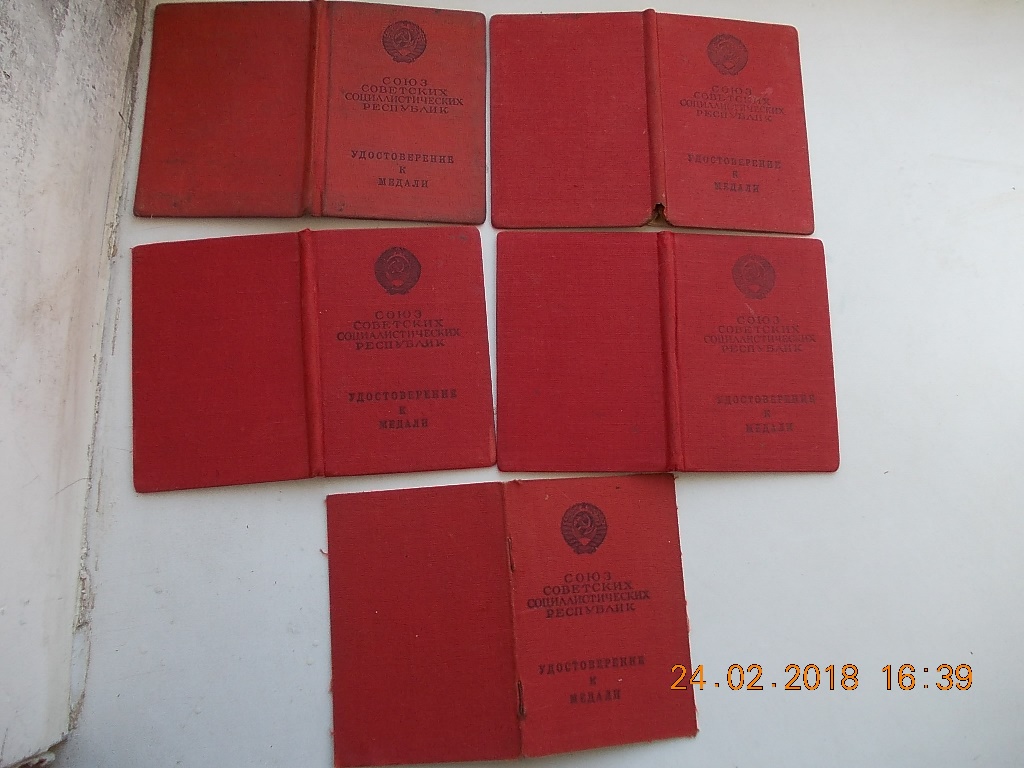 СОЮЗ
СОВЕТСКИХ
СОЦИАЛИСТИЧЕСКИХ
РЕСПУБЛИК
УДОСТОВЕРЕНИЕ
К
МЕДАЛИ
СОЮЗ
СОВЕТСКИХ
СОЦИАЛИСТИЧЕСКИХ
РЕСПУБЛИК
УДОСТОВЕРЕНИЕ
К
МЕДАЛИ
СОЮЗ
СОВЕТСКИХ
СОЦИАЛИСТИЧЕСКИХ
РЕСПУБЛИК
УДОСТОВЕРЕНИЕ
К
МЕДАЛИ
СОЮЗ
СОВЕТСКИХ
СОЦИАЛИСТИЧЕСКИХ
РЕСПУБЛИК
УДОСТОВЕРЕНИЕ
К
МЕДАЛИ
СОЮЗ
СОВЕТСКИХ
СОЦИАЛИСТИЧЕСКИХ
РЕСПУБЛИК
УДОСТОВЕРЕНИЕ
К
МЕДАЛИ
24.02.2018 16:39